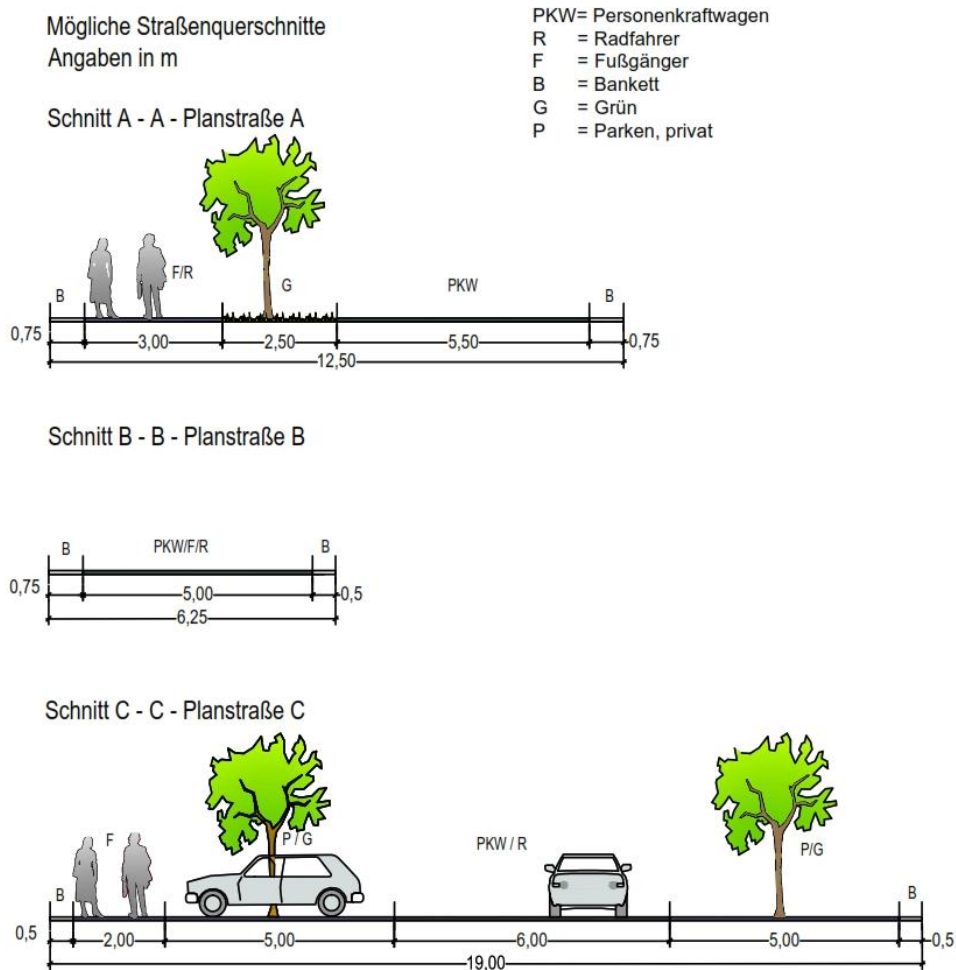 Mögliche Straßenquerschnitte
Angaben in m
PKW= Personenkraftwagen
R = Radfahrer
F = Fußgänger
B = Bankett
G = Grün
P = Parken, privat
Schnitt A - A - Planstraße A
B F/R G PKW B
0,75 3,00 2,50 5,50 0,75
12,50
Schnitt B - B - Planstraße B
B PKW/F/R B
0,75 5,00 0,5
6,25
Schnitt C - C - Planstraße C
B F P / G PKW / R P/G B
0,5 2,00 5,00 6,00 5,00 0,5
19,00